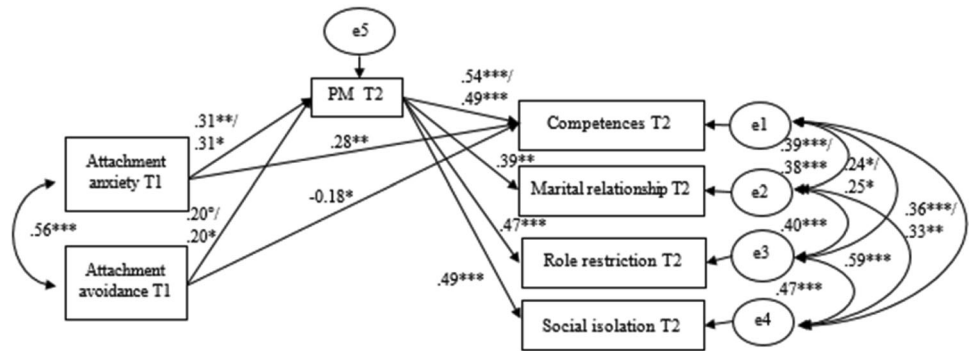 e5
PM T2
.54***/
.49***
.31**/
.31*
.28**
Competences T2
e1
.39***/
.38***
.24*/
.25*
Attachment
anxiety T1
.39**
Marital relationship T2
e2
-0.18*
.36***/
.33**
.56***
.20°/
.20*
.47***
.40***
Role restriction T2
e3
.59***
Attachment
avoidance T1
.49***
.47***
Social isolation T2
e4